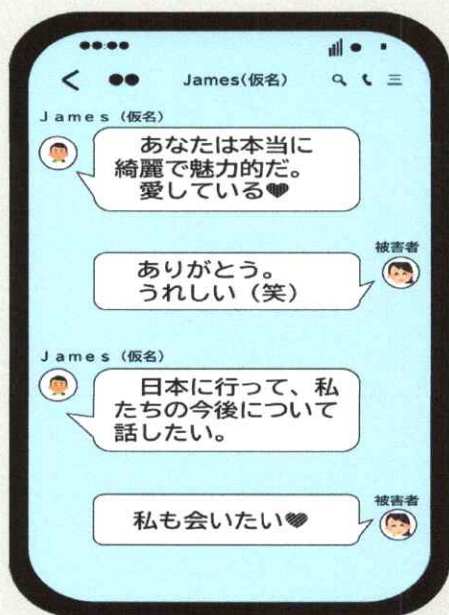 ●●:●●
< ●● James(仮名)
James(仮名)
あなたは本当に
綺麗で魅力的だ。
愛している♥
被害者
ありがとう。
うれしい(笑)
James(仮名)
日本に行って、私
たちの今後について
話したい。
被害者
私も会いたい♥